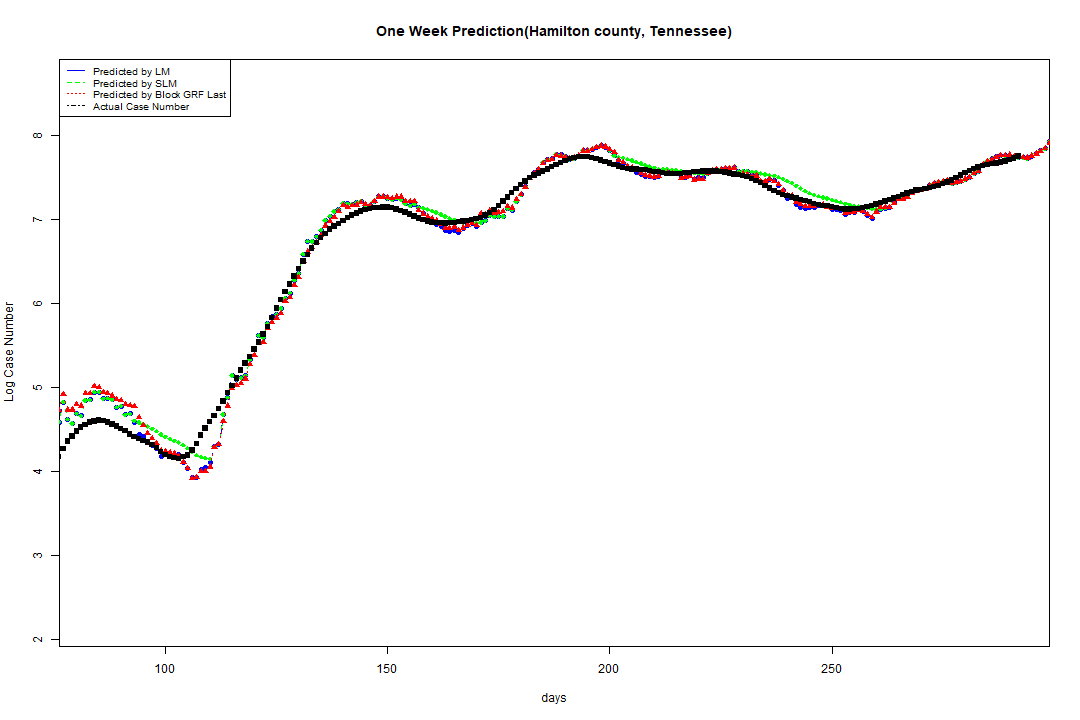 One Week Prediction(Hamilton county, Tennessee)
Predicted by LM
Predicted by SLM
Predicted by Block GRF Last
Actual Case Number
8
7
6
5
4
3
2
Log Case Number
100 150 200 250
days